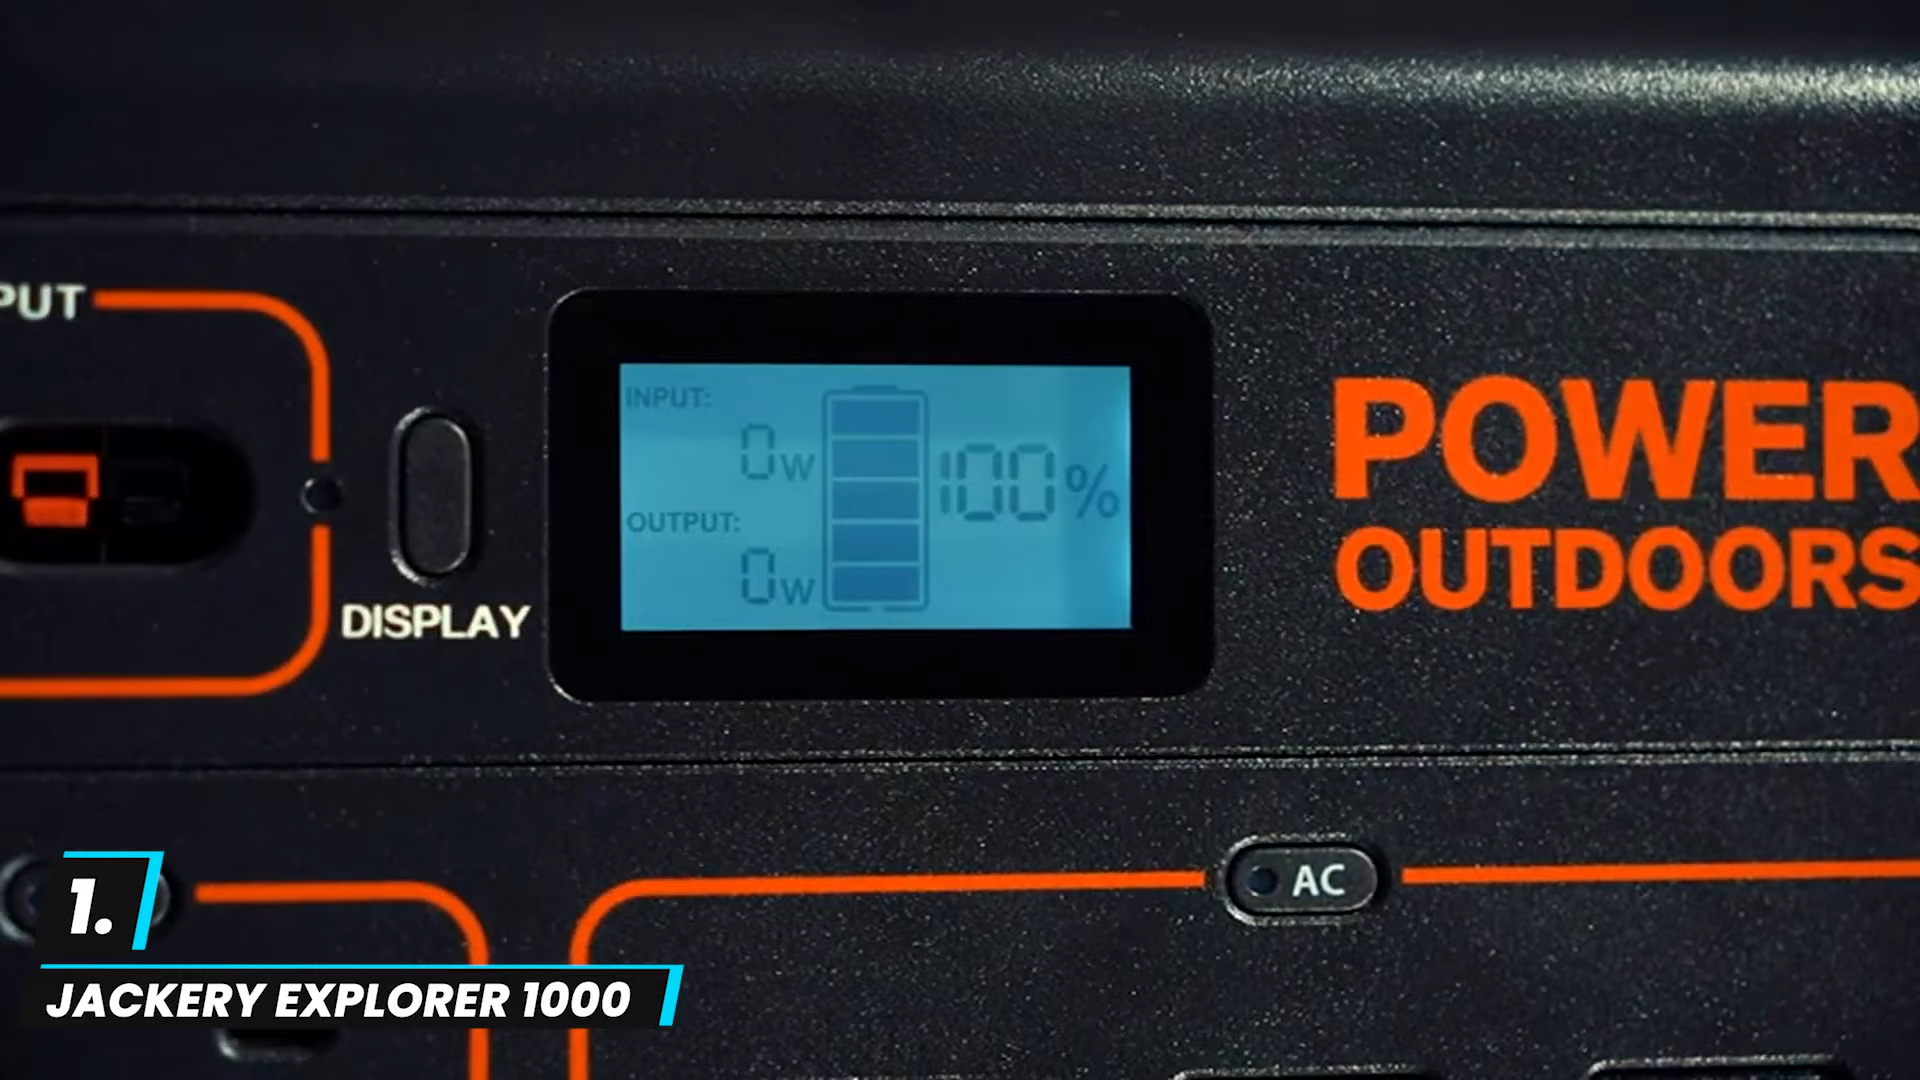 PUT
DISPLAY
INPUT:
0W
OUTPUT:
0W
100%
POWER
OUTDOORS
AC
1.
JACKERY EXPLORER 1000